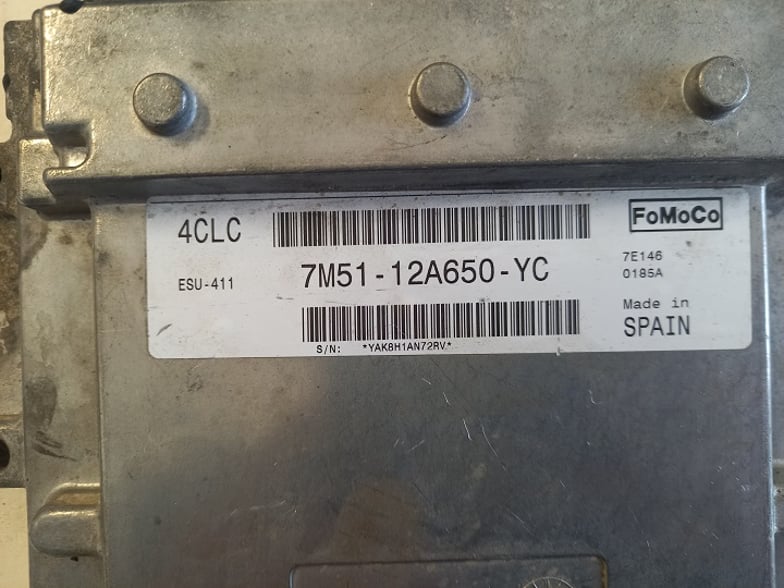 4CLC
FoMoCo
ESU-411
7M51-12A650-YC
7E146
0185A
Made in
SPAIN
S/N: *YAK8H1AN72RV*